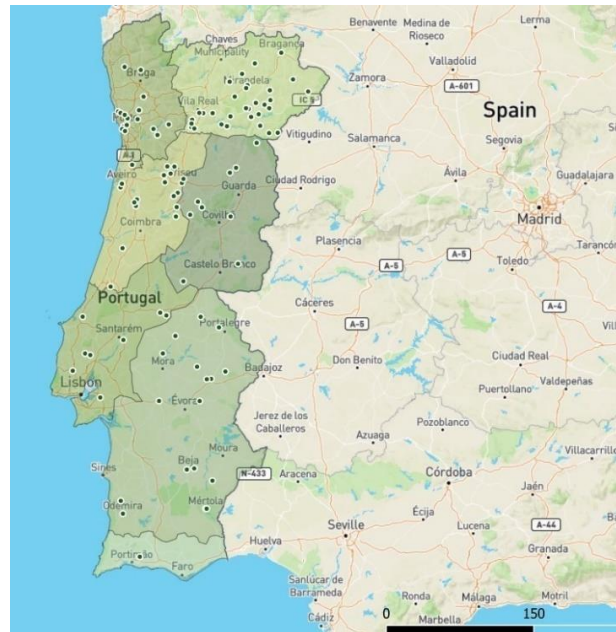 Benavente
Medina de
Rioseco
Lerma
Chaves
Municipality
Bragança
Valladolid
Braga
Mirandela
Zamora
A-601
IC 5
Spain
Vila Real
Vitigudino
Salamanca
Segovia
A-1
Ávila
Guadalajara
Aveiro
Viseu
Guarda
Ciudad Rodrigo
Madrid
Coimbra
Covilhã
Plasencia
Tarancón
A-5
A-5
Toledo
Castelo Branco
Portugal
Cáceres
A-4
Santarém
Portalegre
A-5
Mora
Don Benito
Ciudad Real
Badajoz
Lisbon
Puertollano
Valdepeñas
Évora
Jerez de los
Caballeros
Pozoblanco
Azuaga
Moura
Villacarrillo
Beja
Sines
N-433
Aracena
Córdoba
Jaén
Odemira
Mértola
Écija
A-44
Seville
Lucena
Huelva
Granada
Portimão
Faro
Sanlúcar de
Barrameda
Ronda
Málaga
Motril
0
150
Marbella
Cádiz